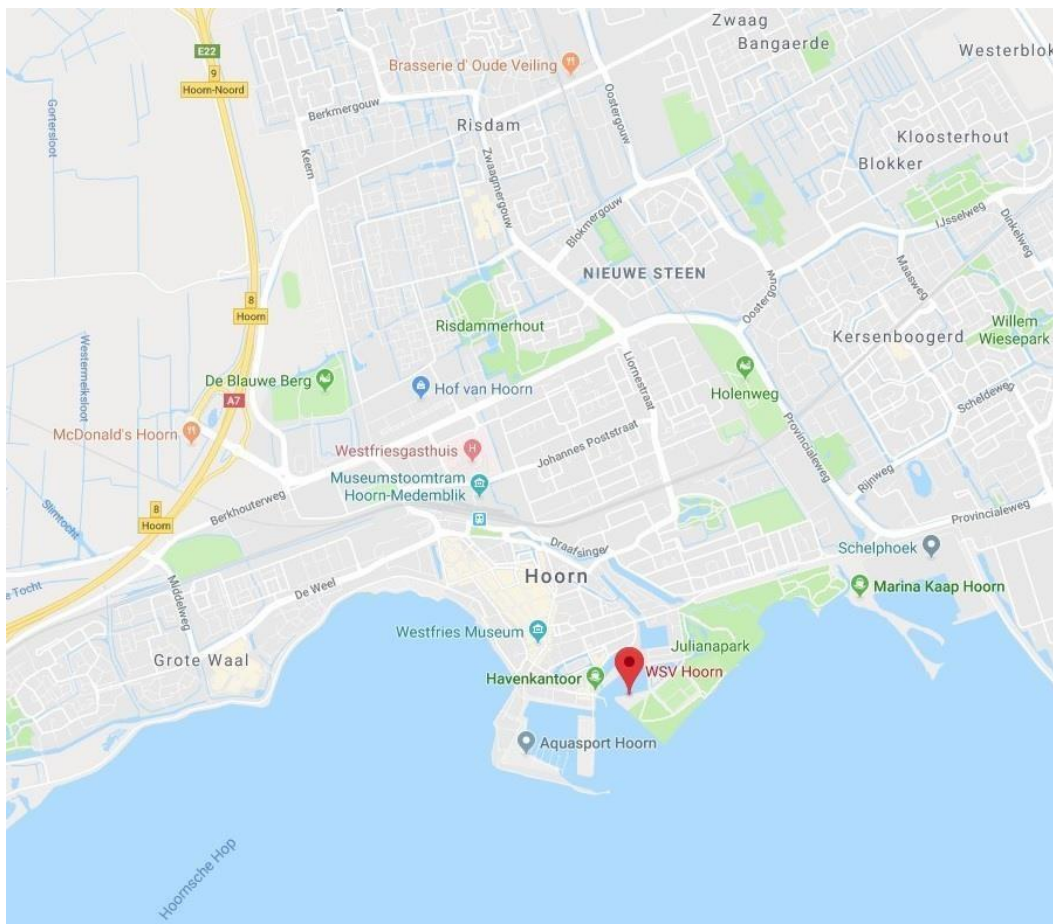 Zwaag
Bangaerde
Westerblok
E22
9
Hoorn-Noord
Brasserie d' Oude Veiling
Oostergouw
Gortersloot
Berkmergouw
Risdam
Keern
Zwaagmergouw
Kloosterhout
Blokker
Blokmergouw
IJsselweg
Dinkelweg
Maasweg
NIEUWE STEEN
Oostergouw
8
Hoorn
Risdammerhout
Liornestraat
Kersenboogerd
Willem
Wiesepark
Westermeiksloot
De Blauwe Berg
Hof van Hoorn
Holenweg
A7
Scheldeweg
McDonald's Hoorn
Provincialeweg
Westfriesgasthuis
Johannes Poststraat
Museumstoomtram
Hoorn-Medemblik
Rijnweg
Berkhouterweg
Slimtocht
8
Hoorn
Provincialeweg
Draafsinger
Schelphoek
Hoorn
e Tocht
Middelweg
De Weel
Marina Kaap Hoorn
Westfries Museum
Julianapark
Grote Waal
Havenkantoor
WSV Hoorn
Aquasport Hoorn
Hoornsche Hop